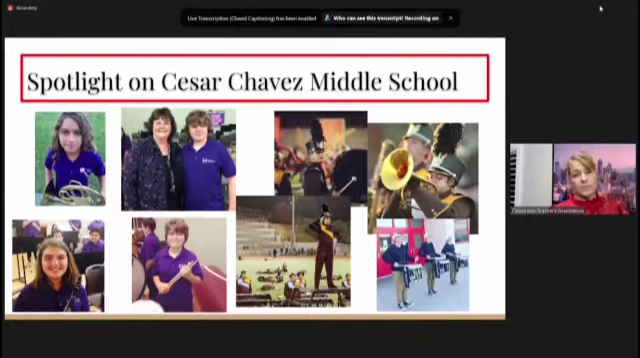 Recording
Live Transcription (Closed Captioning) has been enabled
Who can see this transcript? Recording on
Spotlight on Cesar Chavez Middle School